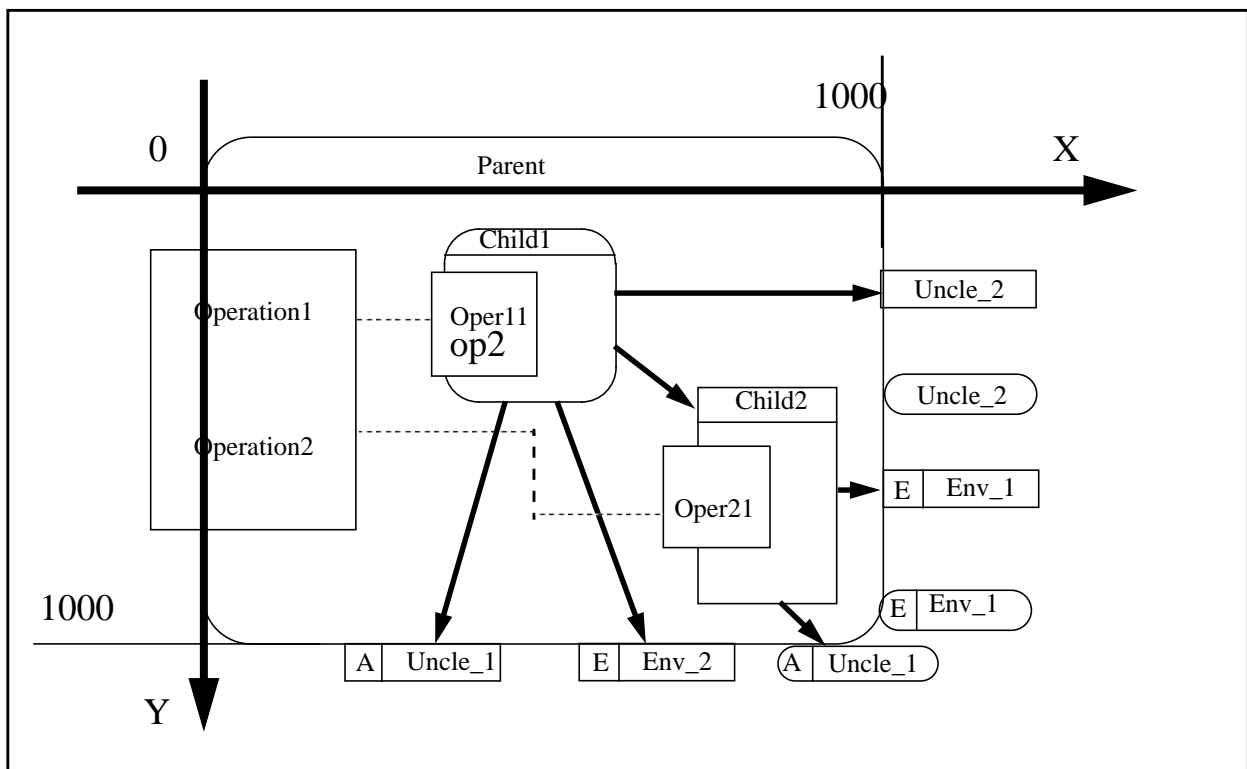 1000
0
X
Parent
Child1
Uncle_2
Operation1
Oper11
op2
Child2
Uncle_2
Operation2
E Env_1
Oper21
1000
E Env_1
A Uncle_1
E Env_2
A Uncle_1
Y